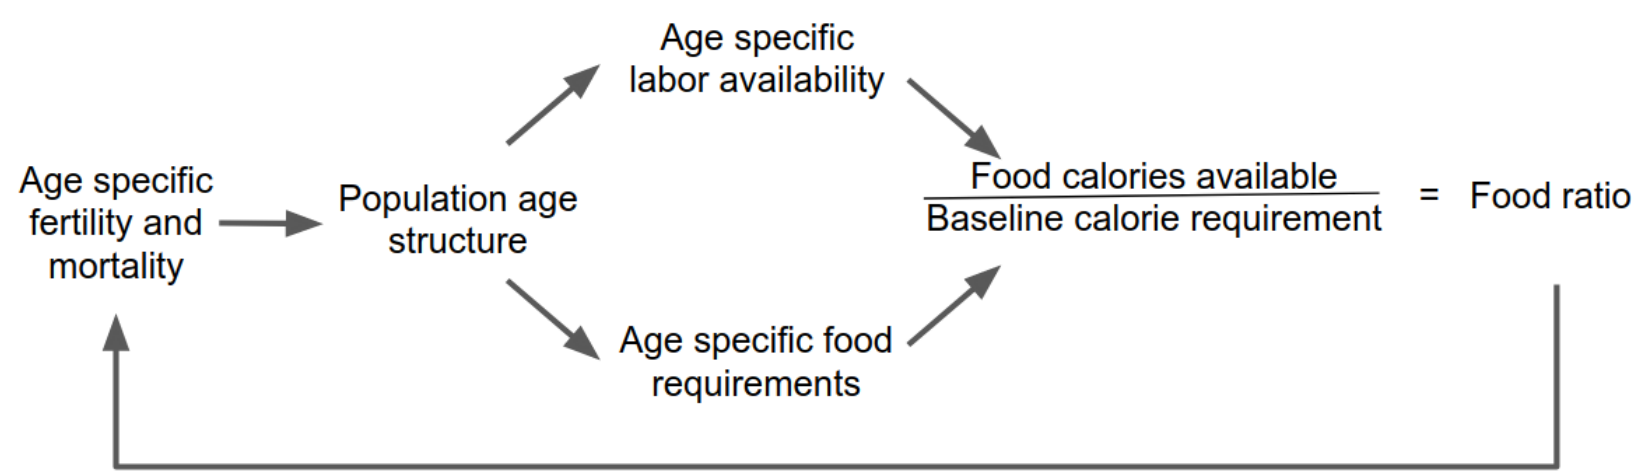 Age specific
fertility and
mortality
Population age
structure
Age specific
labor availability
Age specific food
requirements
Food calories available
Baseline calorie requirement
= Food ratio